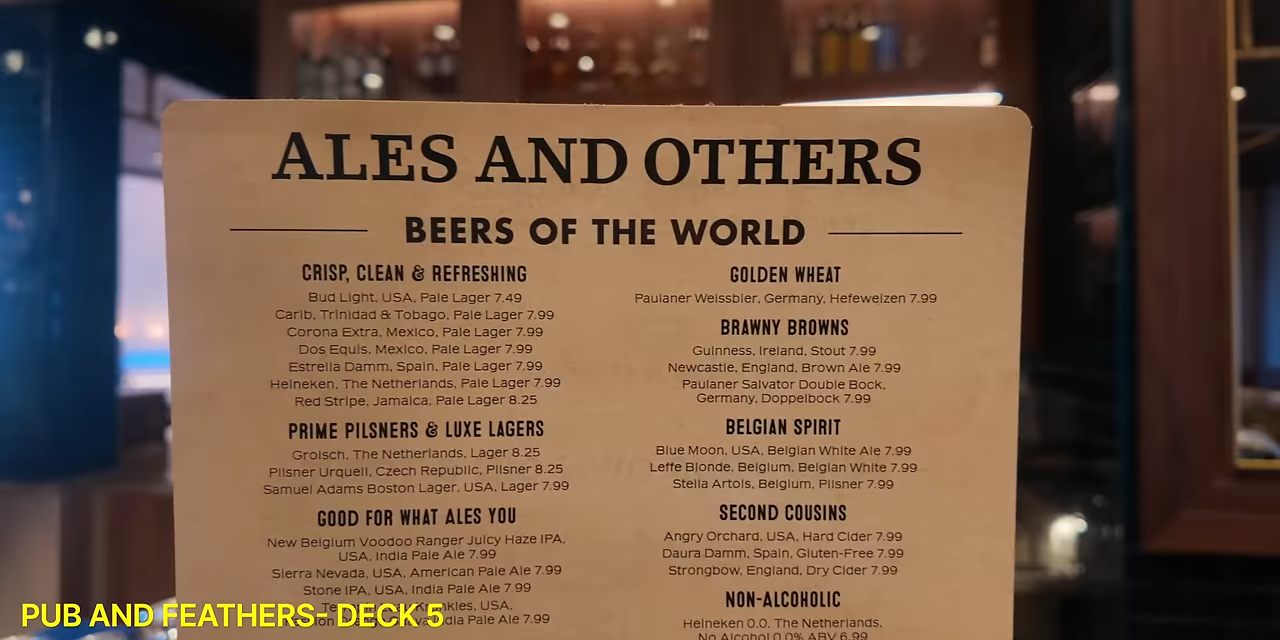 ALES AND OTHERS
BEERS OF THE WORLD
CRISP, CLEAN & REFRESHING
Bud Light, USA, Pale Lager 7.49
Carib, Trinidad & Tobago, Pale Lager 7.99
Corona Extra, Mexico, Pale Lager 7.99
Dos Equis, Mexico, Pale Lager 7.99
Estrella Damm, Spain, Pale Lager 7.99
Heineken, The Netherlands, Pale Lager 7.99
Red Stripe, Jamaica, Pale Lager 8.25
PRIME PILSNERS & LUXE LAGERS
Grolsch, The Netherlands, Lager 8.25
Pilsner Urquell, Czech Republic, Pilsner 8.25
Samuel Adams Boston Lager, USA, Lager 7.99
GOOD FOR WHAT ALES YOU
New Belgium Voodoo Ranger Juicy Haze IPA,
USA, India Pale Ale 7.99
Sierra Nevada, USA, American Pale Ale 7.99
Stone IPA, USA, India Pale Ale 7.99
USA,
Pale Ale 7.99
GOLDEN WHEAT
Paulaner Weissbier, Germany, Hefeweizen 7.99
BRAWNY BROWNS
Guinness, Ireland, Stout 7.99
Newcastle, England, Brown Ale 7.99
Paulaner Salvator Double Bock,
Germany, Doppelbock 7.99
BELGIAN SPIRIT
Blue Moon, USA, Belgian White Ale 7.99
Leffe Blonde, Belgium, Belgian White 7.99
Stella Artois, Belgium, Pilsner 7.99
SECOND COUSINS
Angry Orchard, USA, Hard Cider 7.99
Daura Damm, Spain, Gluten-Free 7.99
Strongbow, England, Dry Cider 7.99
NON-ALCOHOLIC
Heineken 0.0, The Netherlands,
No Alcohol 0.0% ABV 6.99
PUB AND FEATHERS- DECK 5